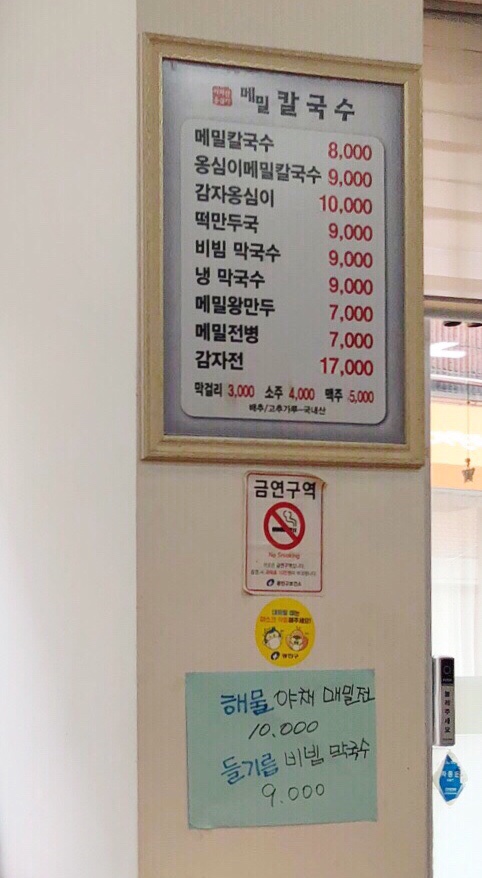 메밀 칼국수
메밀칼국수 8,000
옹심이메밀칼국수 9,000
감자옹심이 10,000
떡만두국 9,000
비빔 막국수 9,000
냉 막국수 9,000
메밀왕만두 7,000
메밀전병 7,000
감자전 17,000
막걸리 3,000 소주 4,000 맥주 5,000
배추/고추가루-국내산
금연구역
No Smoking
해물 야채 매밀전
10.000
들기름 비빔 막국수
9.000